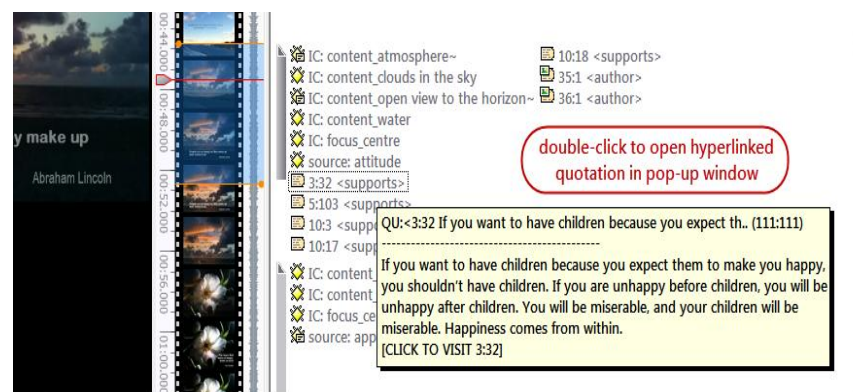 y make up
Abraham Lincoln
00:44.000
00:48.000
00:52.000
00:56.000
01:00.000
IC: content_atmosphere~
IC: content_clouds in the sky
IC: content_open view to the horizon~
IC: content_water
IC: focus_centre
source: attitude
3:32 <supports>
5:103 <supports>
10:3 <supp
10:17 <supp
IC: content_
IC: content_
IC: focus_ce
source: app
10:18 <supports>
35:1 <author>
36:1 <author>
double-click to open hyperlinked
quotation in pop-up window
QU:<3:32 If you want to have children because you expect th.. (111:111)
--------------------------------------------
If you want to have children because you expect them to make you happy,
you shouldn't have children. If you are unhappy before children, you will be
unhappy after children. You will be miserable, and your children will be
miserable. Happiness comes from within.
[CLICK TO VISIT 3:32]